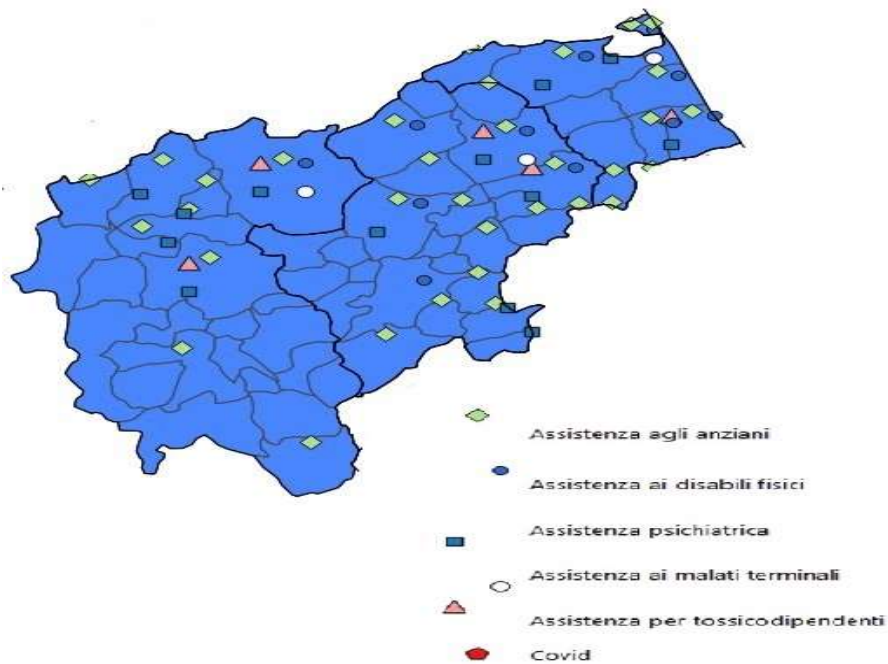 Assistenza agli anziani
Assistenza ai disabili fisici
Assistenza psichiatrica
Assistenza ai malati terminali
Assistenza per tossicodipendenti
Covid